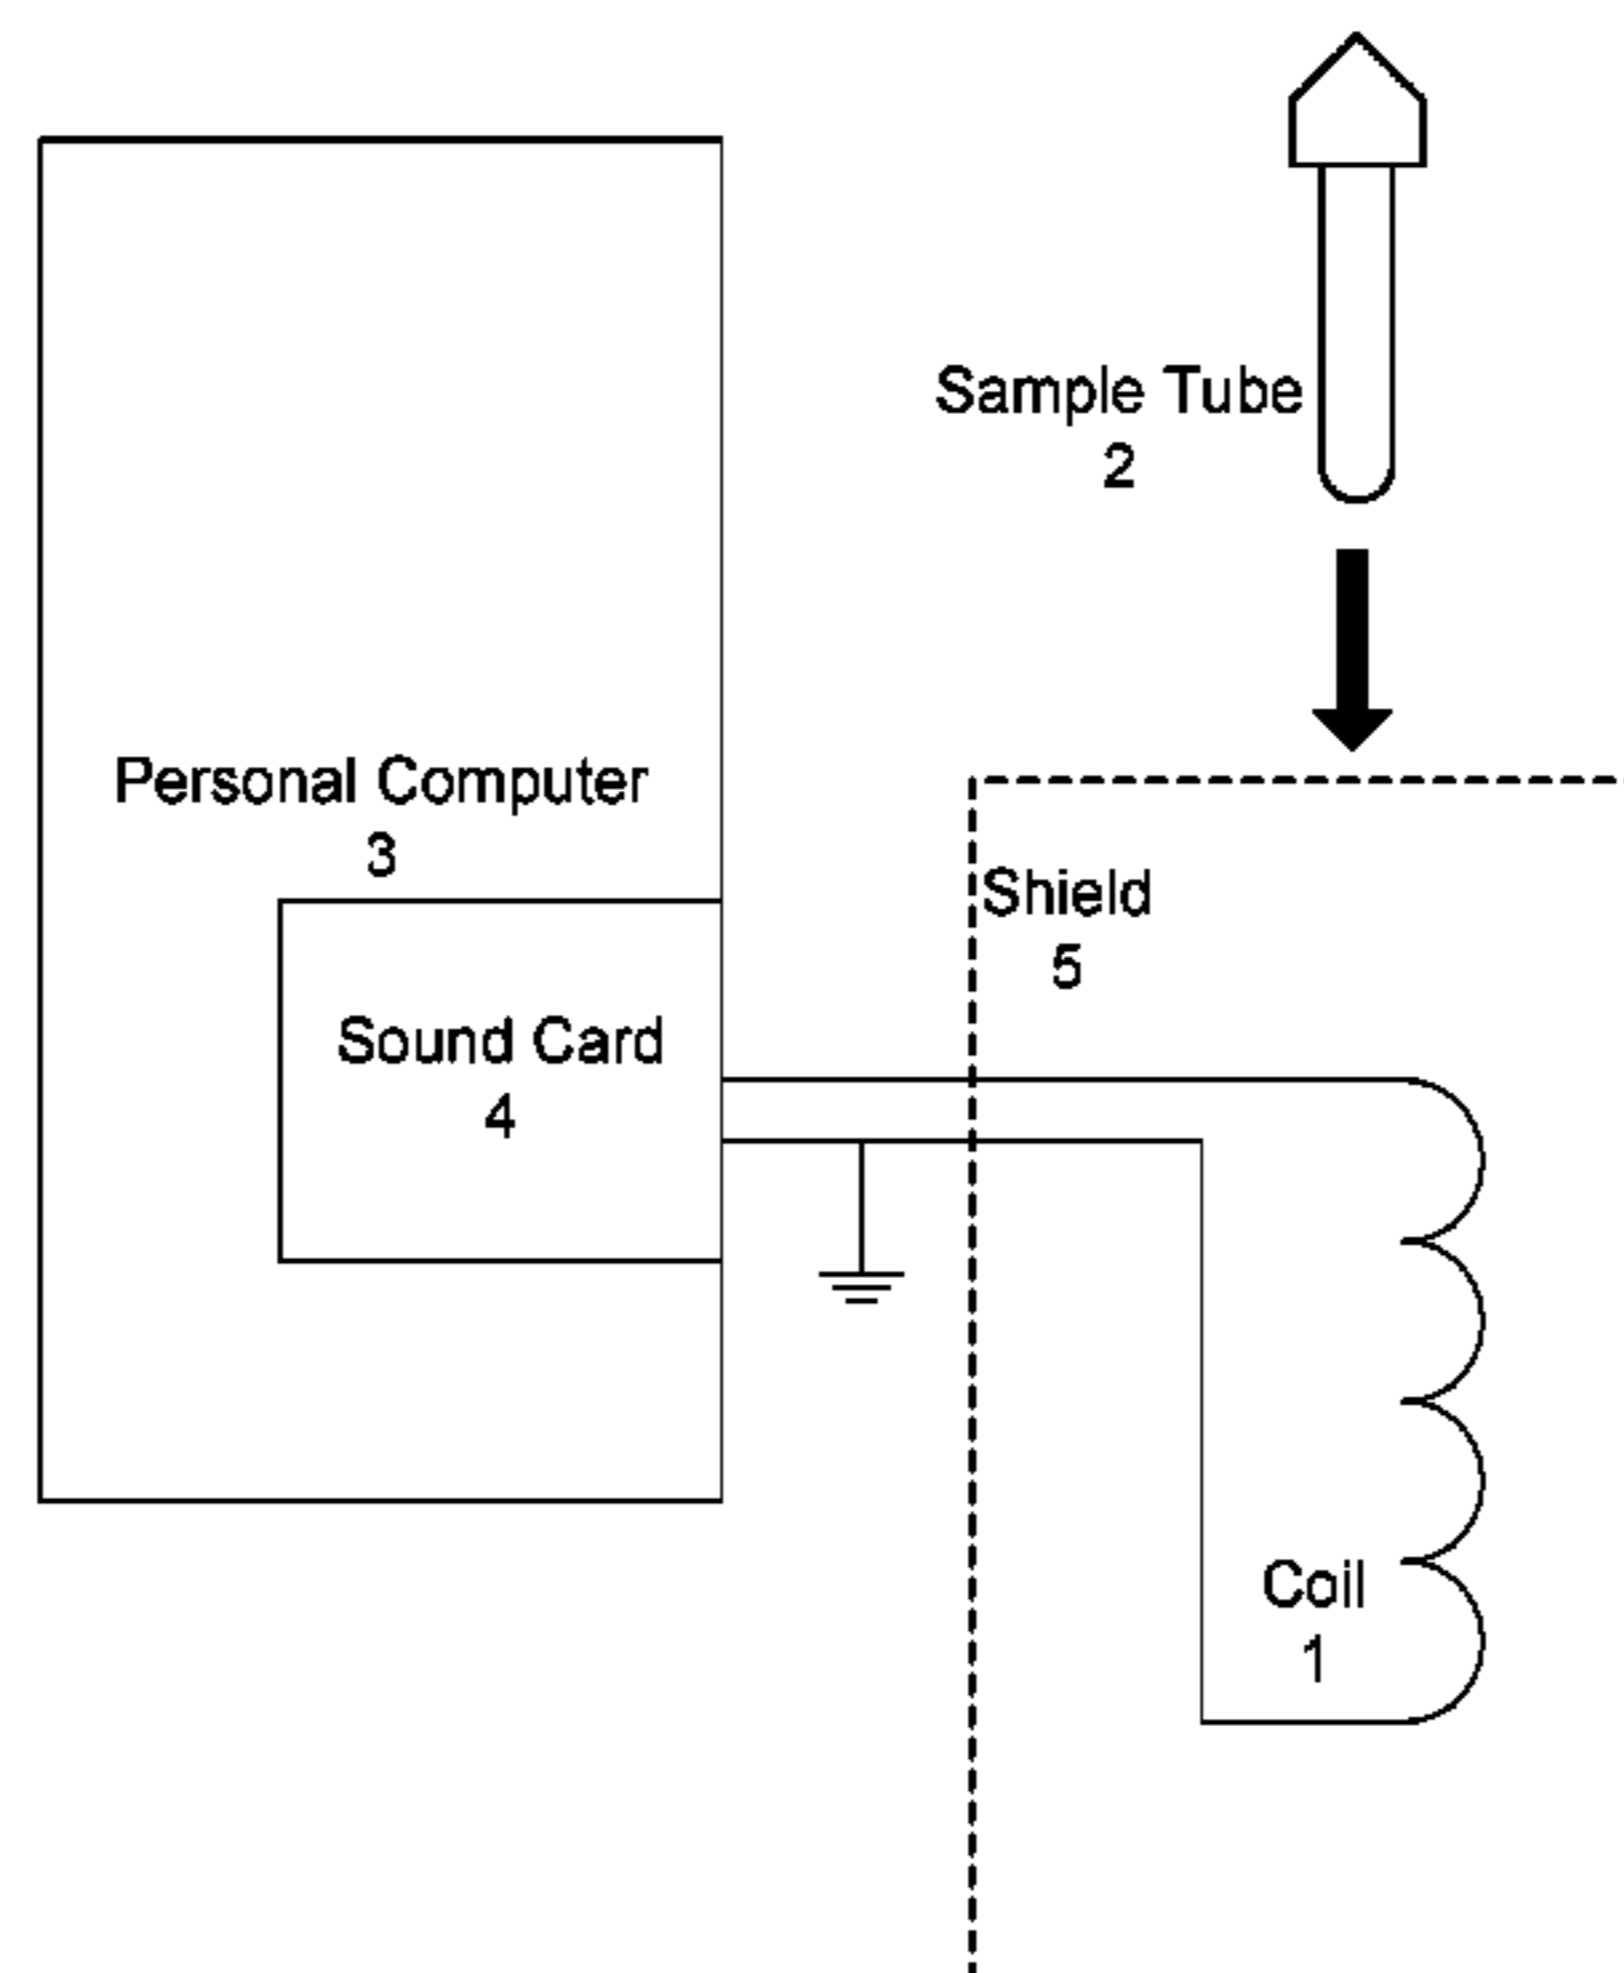 Sample Tube
2
Personal Computer
3
Shield
5
Sound Card
4
Coil
1